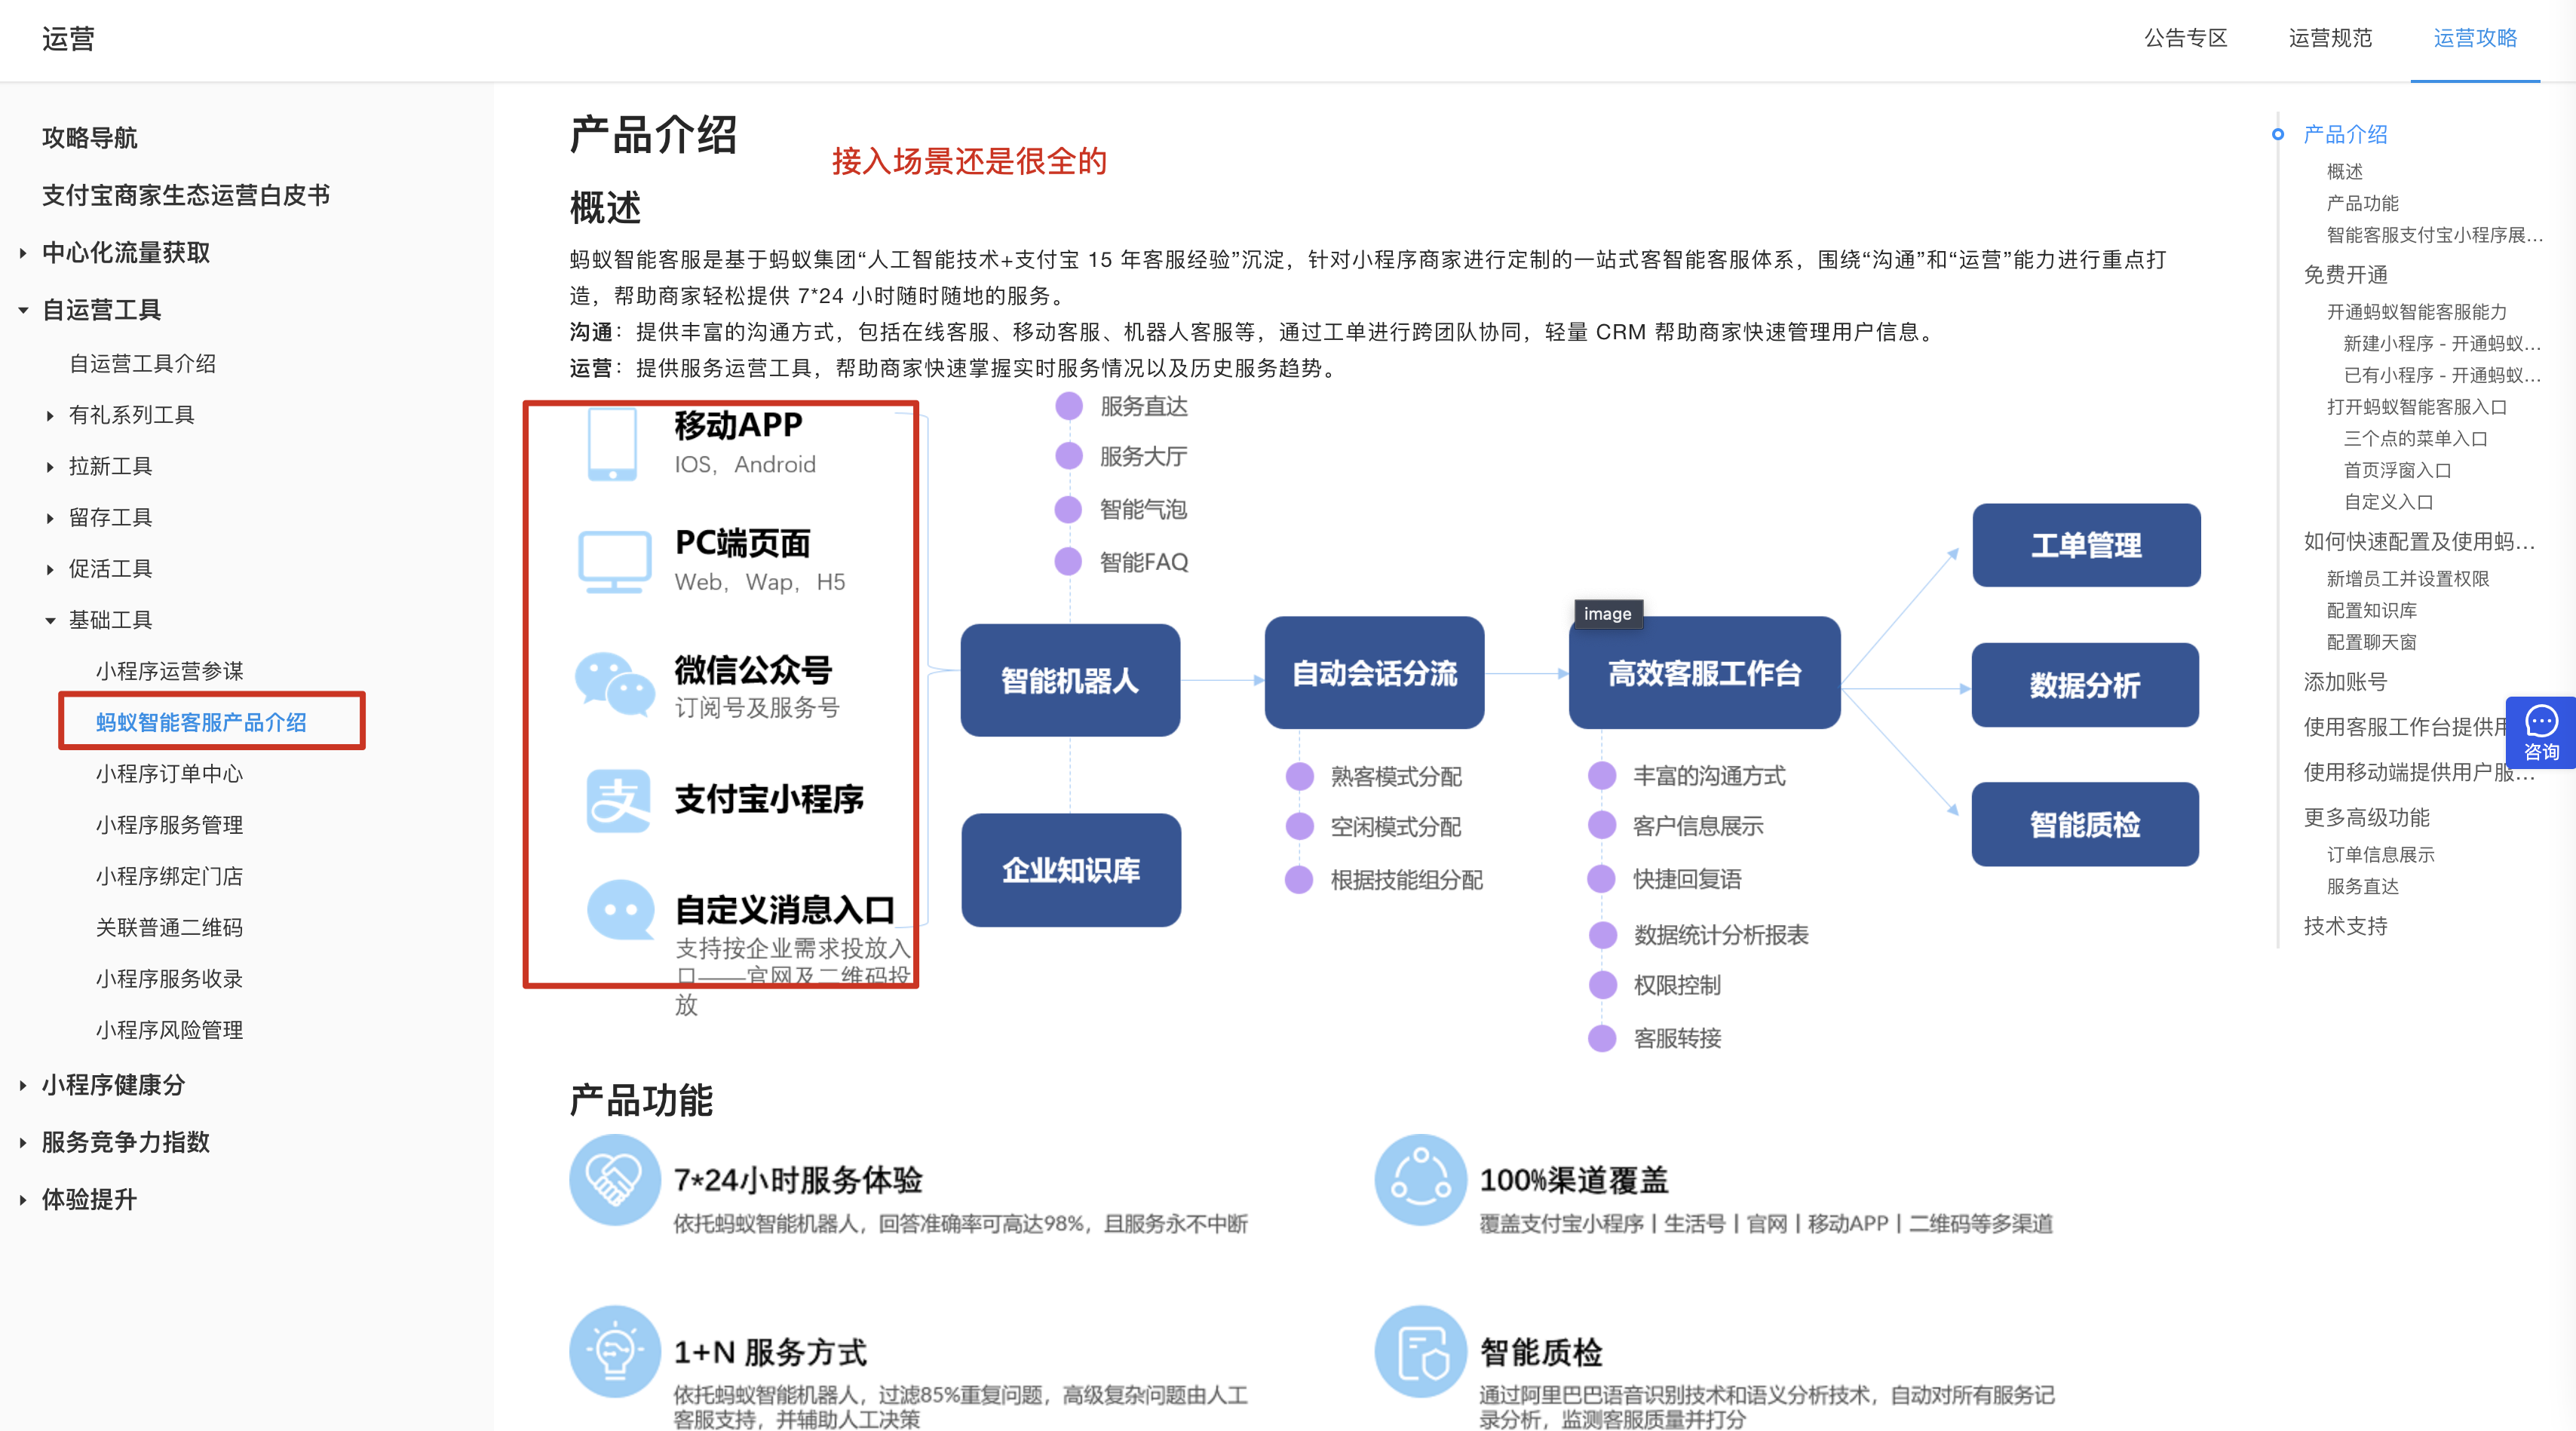 运营
公告专区
运营规范
运营攻略
攻略导航
支付宝商家生态运营白皮书
中心化流量获取
自运营工具
自运营工具介绍
有礼系列工具
拉新工具
留存工具
促活工具
基础工具
小程序运营参谋
蚂蚁智能客服产品介绍
小程序订单中心
小程序服务管理
小程序绑定门店
关联普通二维码
小程序服务收录
小程序风险管理
小程序健康分
服务竞争力指数
体验提升
产品介绍
接入场景还是很全的
概述
蚂蚁智能客服是基于蚂蚁集团“人工智能技术+支付宝 15 年客服经验”沉淀，针对小程序商家进行定制的一站式客智能客服体系，围绕“沟通”和“运营”能力进行重点打
造，帮助商家轻松提供 7*24 小时随时随地的服务。
沟通：提供丰富的沟通方式，包括在线客服、移动客服、机器人客服等，通过工单进行跨团队协同，轻量 CRM 帮助商家快速管理用户信息。
运营：提供服务运营工具，帮助商家快速掌握实时服务情况以及历史服务趋势。
移动APP
IOS，Android
PC端页面
Web，Wap，H5
微信公众号
订阅号及服务号
支付宝小程序
自定义消息入口
支持按企业需求投放入
口——官网及二维码投
放
服务直达
服务大厅
智能气泡
智能FAQ
智能机器人
企业知识库
自动会话分流
熟客模式分配
空闲模式分配
根据技能组分配
image
高效客服工作台
丰富的沟通方式
客户信息展示
快捷回复语
数据统计分析报表
权限控制
客服转接
工单管理
数据分析
智能质检
产品功能
7*24小时服务体验
依托蚂蚁智能机器人，回答准确率可高达98%，且服务永不中断
100%渠道覆盖
覆盖支付宝小程序丨生活号丨官网丨移动APP丨二维码等多渠道
1+N 服务方式
依托蚂蚁智能机器人，过滤85%重复问题，高级复杂问题由人工
客服支持，并辅助人工决策
智能质检
通过阿里巴巴语音识别技术和语义分析技术，自动对所有服务记
录分析，监测客服质量并打分
产品介绍
概述
产品功能
智能客服支付宝小程序展...
免费开通
开通蚂蚁智能客服能力
新建小程序 - 开通蚂蚁...
已有小程序 - 开通蚂蚁...
打开蚂蚁智能客服入口
三个点的菜单入口
首页浮窗入口
自定义入口
如何快速配置及使用蚂...
新增员工并设置权限
配置知识库
配置聊天窗
添加账号
使用客服工作台提供用
使用移动端提供用户服...
更多高级功能
订单信息展示
服务直达
技术支持
咨询